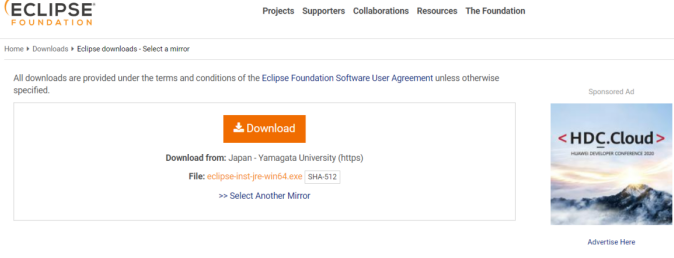 ECLIPSE®
FOUNDATION
Projects Supporters Collaborations Resources The Foundation
Home Downloads Eclipse downloads - Select a mirror
All downloads are provided under the terms and conditions of the Eclipse Foundation Software User Agreement unless otherwise
specified.
Download
Download from: Japan - Yamagata University (https)
File: eclipse-inst-jre-win64.exe SHA-512
>> Select Another Mirror
Sponsored Ad
<HDC.Cloud>
HUAWEI DEVELOPER CONFERENCE 2020
Advertise Here